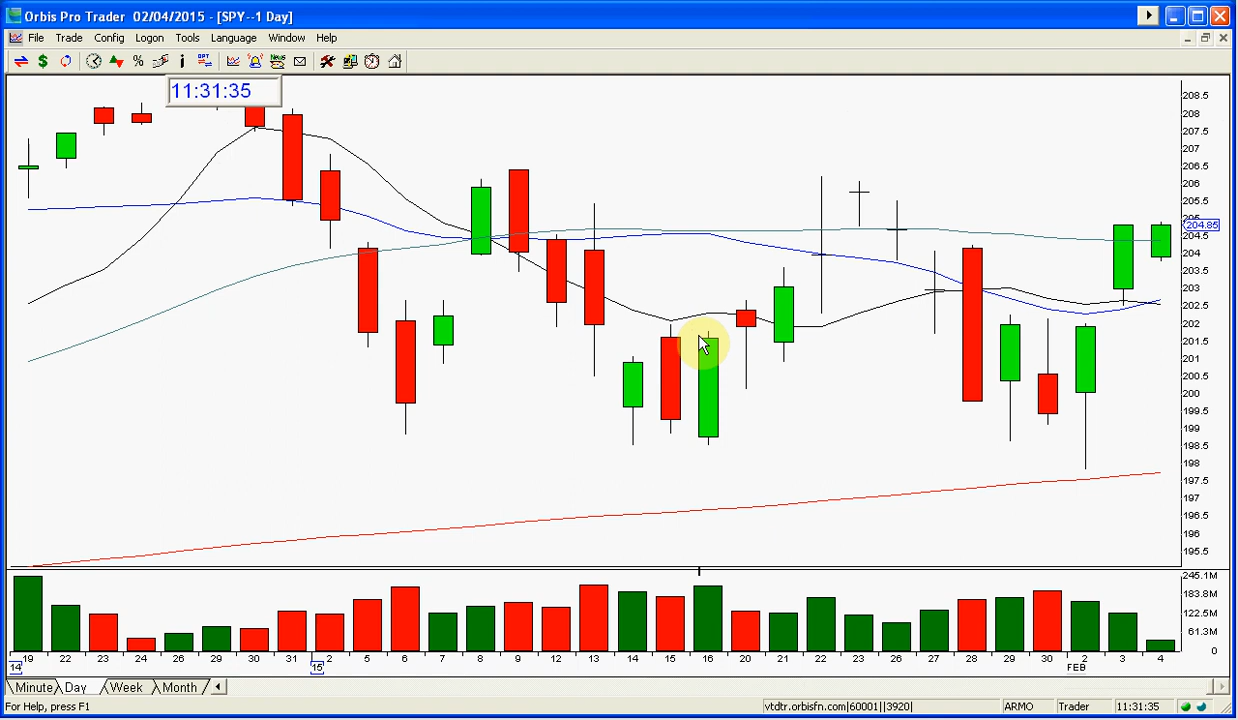 Orbis Pro Trader 02/04/2015 - [SPY--1 Day]
File Trade Config Logon Tools Language Window Help
$ % i OPT News
11:31:35
208.5
208
207.5
207
206.5
206
205.5
205
204.85
204.5
204
203.5
203
202.5
202
201.5
201
200.5
200
199.5
199
198.5
198
197.5
197
196.5
196
195.5
245.1M
183.8M
122.5M
61.3M
0
19 22 23 24 26 29 30 31 2 5 6 7 8 9 12 13 14 15 16 20 21 22 23 26 27 28 29 30 2 3 4
14 15 FEB
Minute Day Week Month
For Help, press F1 vtdtr.orbisfn.com|60001||3920| ARMO Trader 11:31:35